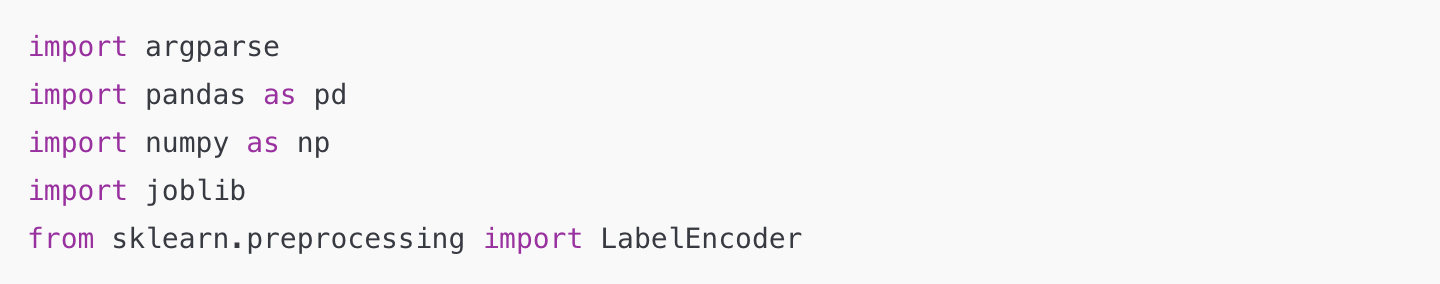 import argparse
import pandas as pd
import numpy as np
import joblib
from sklearn.preprocessing import LabelEncoder